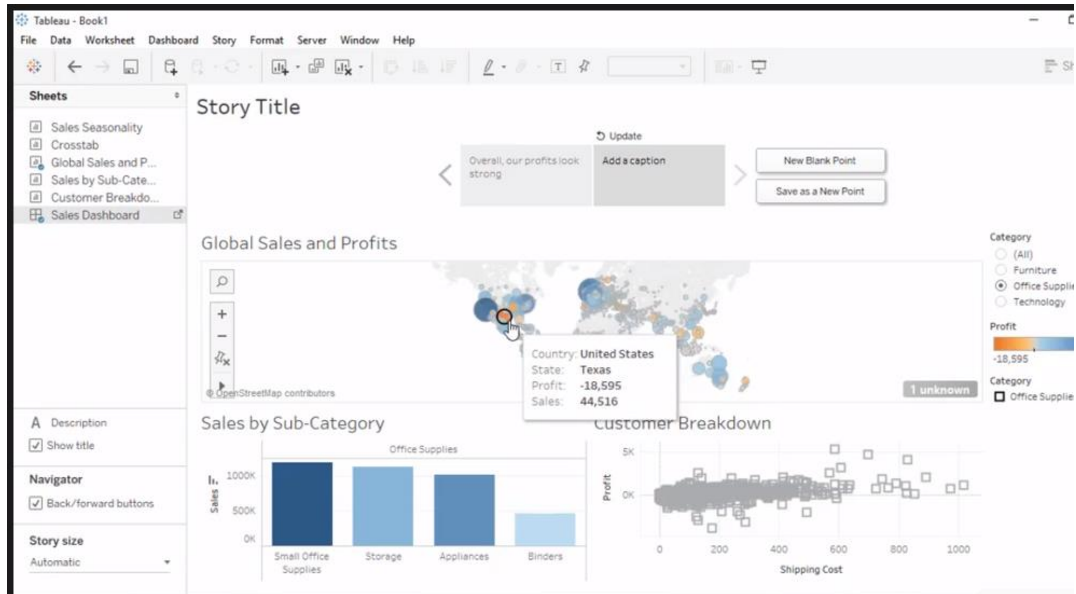 Tableau - Book1
File Data Worksheet Dashboard Story Format Server Window Help
Sheets
Sales Seasonality
Crosstab
Global Sales and P...
Sales by Sub-Cate...
Customer Breakdo...
Sales Dashboard
Story Title
Update
Overall, our profits look
strong
Add a caption
New Blank Point
Save as a New Point
Global Sales and Profits
Country: United States
State: Texas
Profit: -18,595
Sales: 44,516
© OpenStreetMap contributors
1 unknown
Category
(All)
Furniture
Office Supplie
Technology
Profit
-18,595
Category
Office Supplie
A Description
Show title
Navigator
Back/forward buttons
Story size
Automatic
Sales by Sub-Category
Office Supplies
Sales
1000K
500K
0K
Small Office
Supplies
Storage
Appliances
Binders
Customer Breakdown
Profit
5K
0K
0 200 400 600 800 1000
Shipping Cost